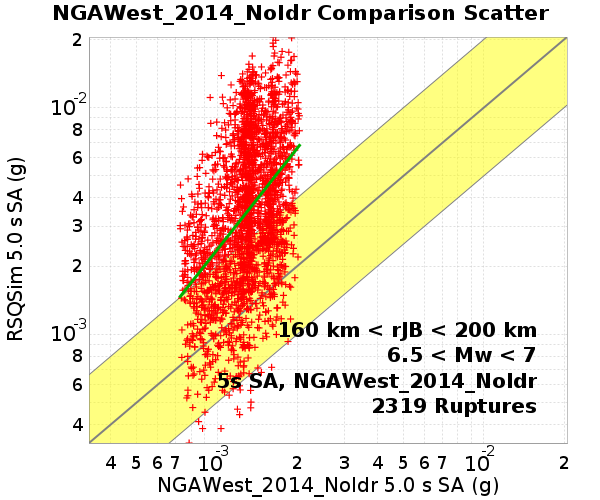 NGAWest_2014_NoIdr Comparison Scatter
2
10-2
8
6
4
3
2
10-3
8
6
4
RSQSim 5.0 s SA (g)
160 km < rJB < 200 km
6.5 < Mw < 7
5s SA, NGAWest_2014_NoIdr
2319 Ruptures
4 5 6 7 10-3 2 3 4 5 6 7 10-2 2
NGAWest_2014_NoIdr 5.0 s SA (g)